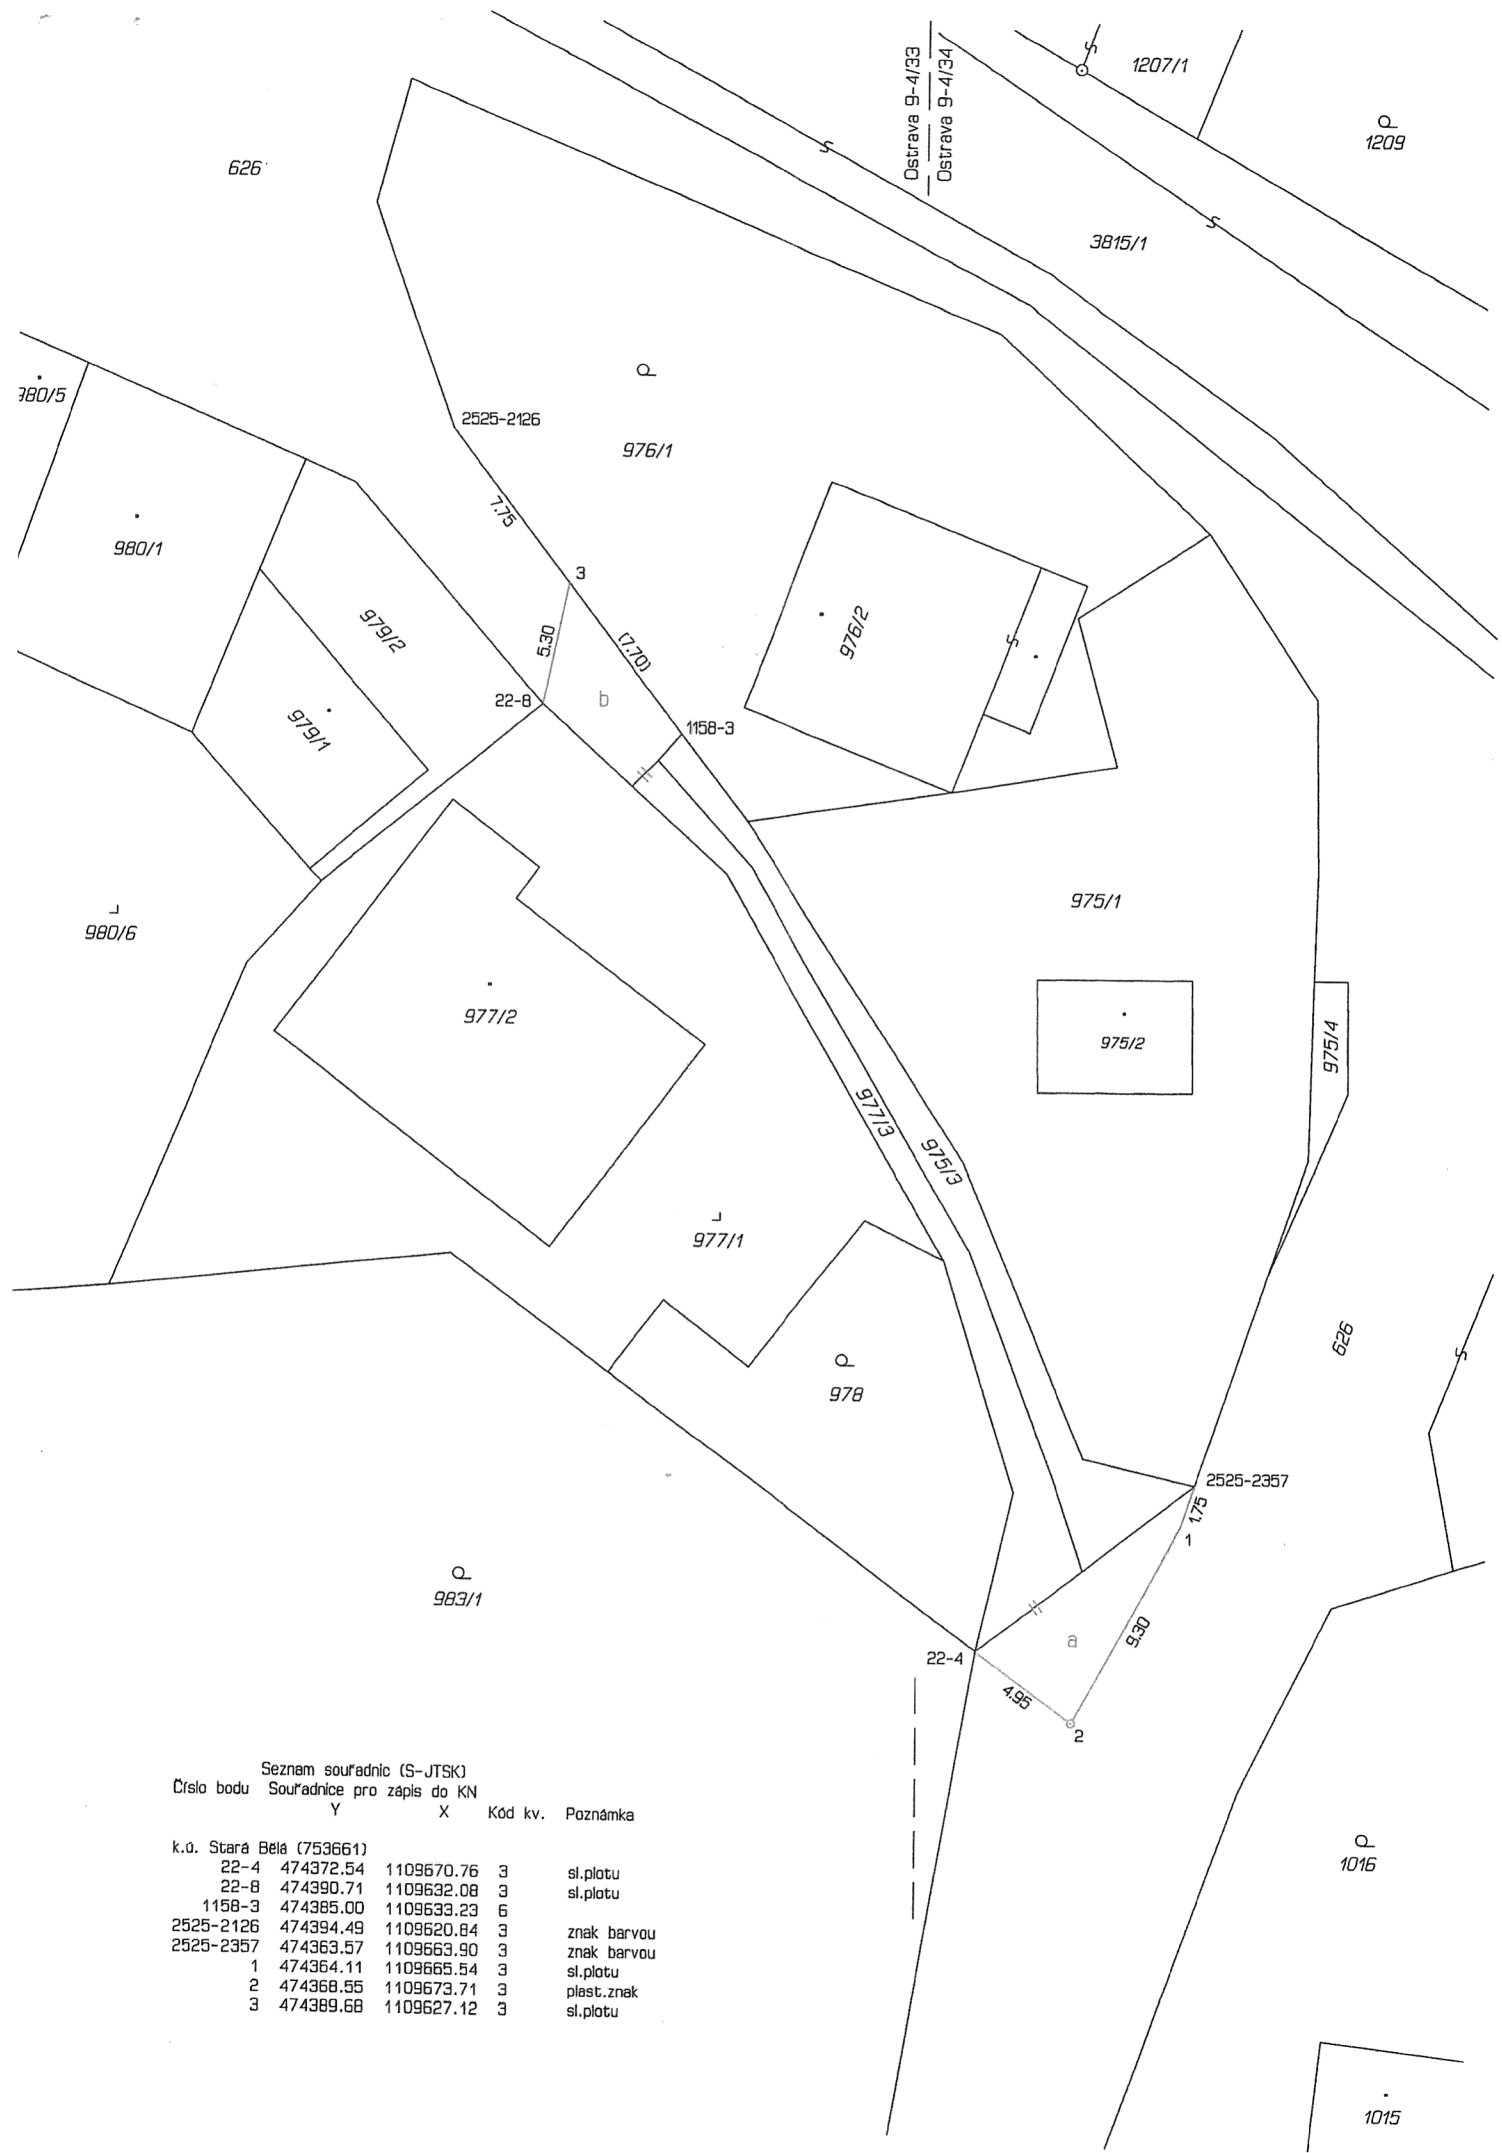 Ostrava 9-4/33
Ostrava 9-4/34
1207/1
1209
626
3815/1
980/5
2525-2126
976/1
7.75
980/1
3
979/2
5.30
(7.70)
976/2
22-8
b
1158-3
979/1
975/1
980/6
977/2
975/2
975/4
977/3
975/3
977/1
626
978
2525-2357
1.75
1
983/1
9.30
a
22-4
4.95
2
Seznam souřadnic (S-JTSK)
Číslo bodu Souřadnice pro zápis do KN
Y X Kód kv. Poznámka
k.ú. Stará Bělá (753661)
22-4 474372.54 1109670.76 3 sl.plotu
22-8 474390.71 1109632.08 3 sl.plotu
1158-3 474385.00 1109633.23 6
2525-2126 474394.49 1109620.84 3 znak barvou
2525-2357 474363.57 1109663.90 3 znak barvou
1 474364.11 1109665.54 3 sl.plotu
2 474368.55 1109673.71 3 plast.znak
3 474389.68 1109627.12 3 sl.plotu
1016
1015